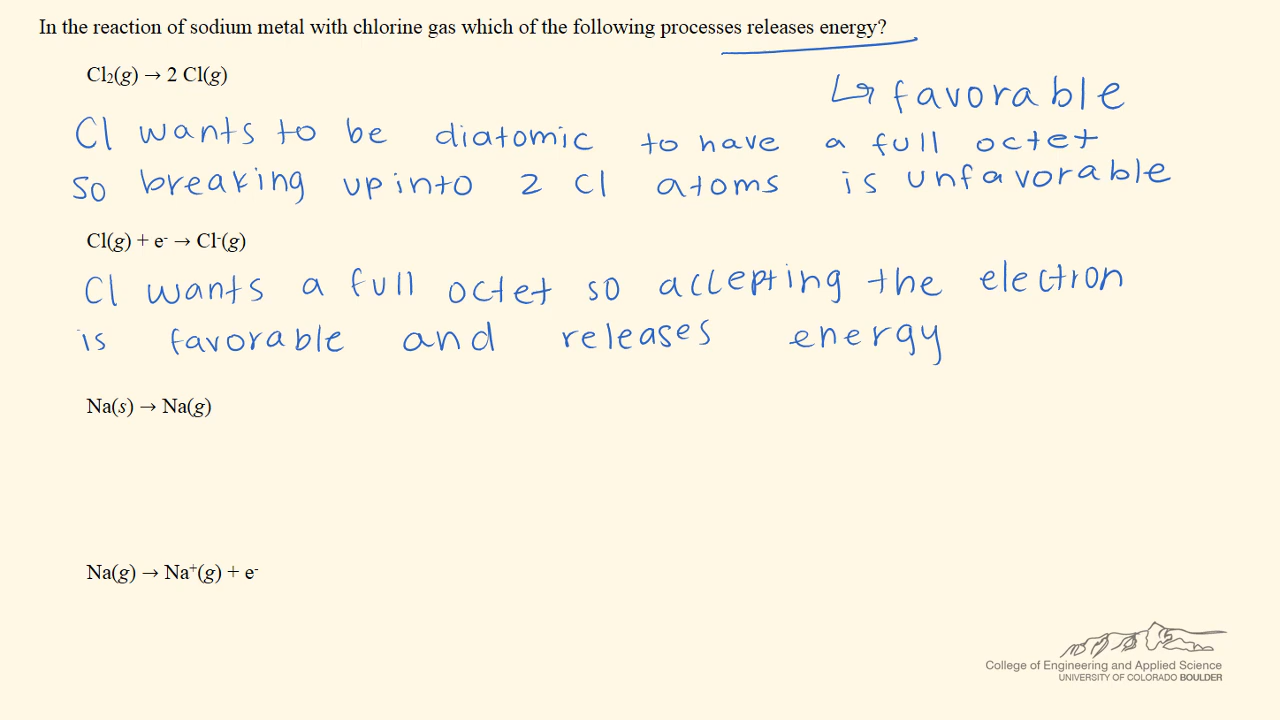 In the reaction of sodium metal with chlorine gas which of the following processes releases energy?
Cl₂(g) → 2 Cl(g)
↳ favorable
Cl wants to be diatomic to have a full octet
so breaking up into 2 Cl atoms is unfavorable
Cl(g) + e⁻ → Cl⁻(g)
Cl wants a full octet so accepting the electron
is favorable and releases energy
Na(s) → Na(g)
Na(g) → Na⁺(g) + e⁻
College of Engineering and Applied Science
UNIVERSITY OF COLORADO BOULDER